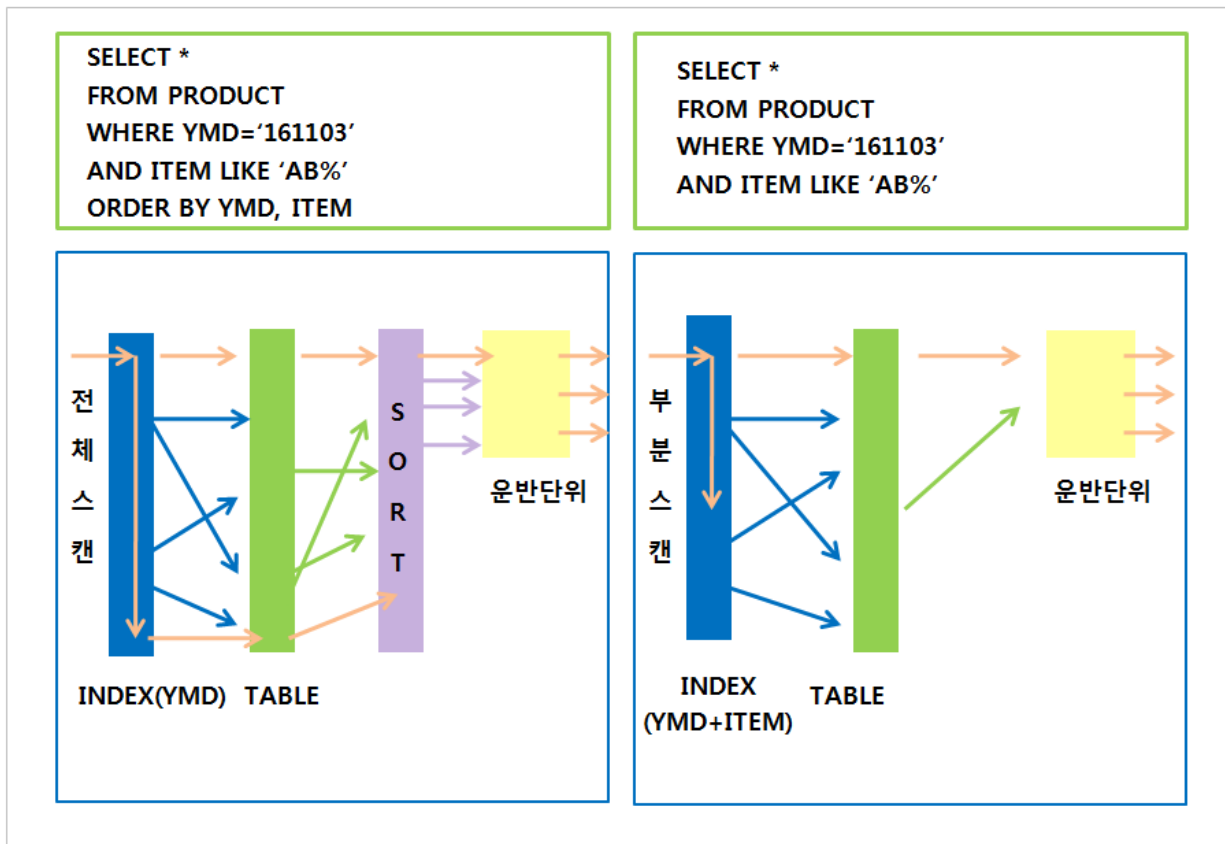 SELECT *
FROM PRODUCT
WHERE YMD=‘161103’
AND ITEM LIKE ‘AB%’
ORDER BY YMD, ITEM
SELECT *
FROM PRODUCT
WHERE YMD=‘161103’
AND ITEM LIKE ‘AB%’
전
체
스
캔
S
O
R
T
운반단위
INDEX(YMD)
TABLE
부
분
스
캔
운반단위
INDEX
(YMD+ITEM)
TABLE